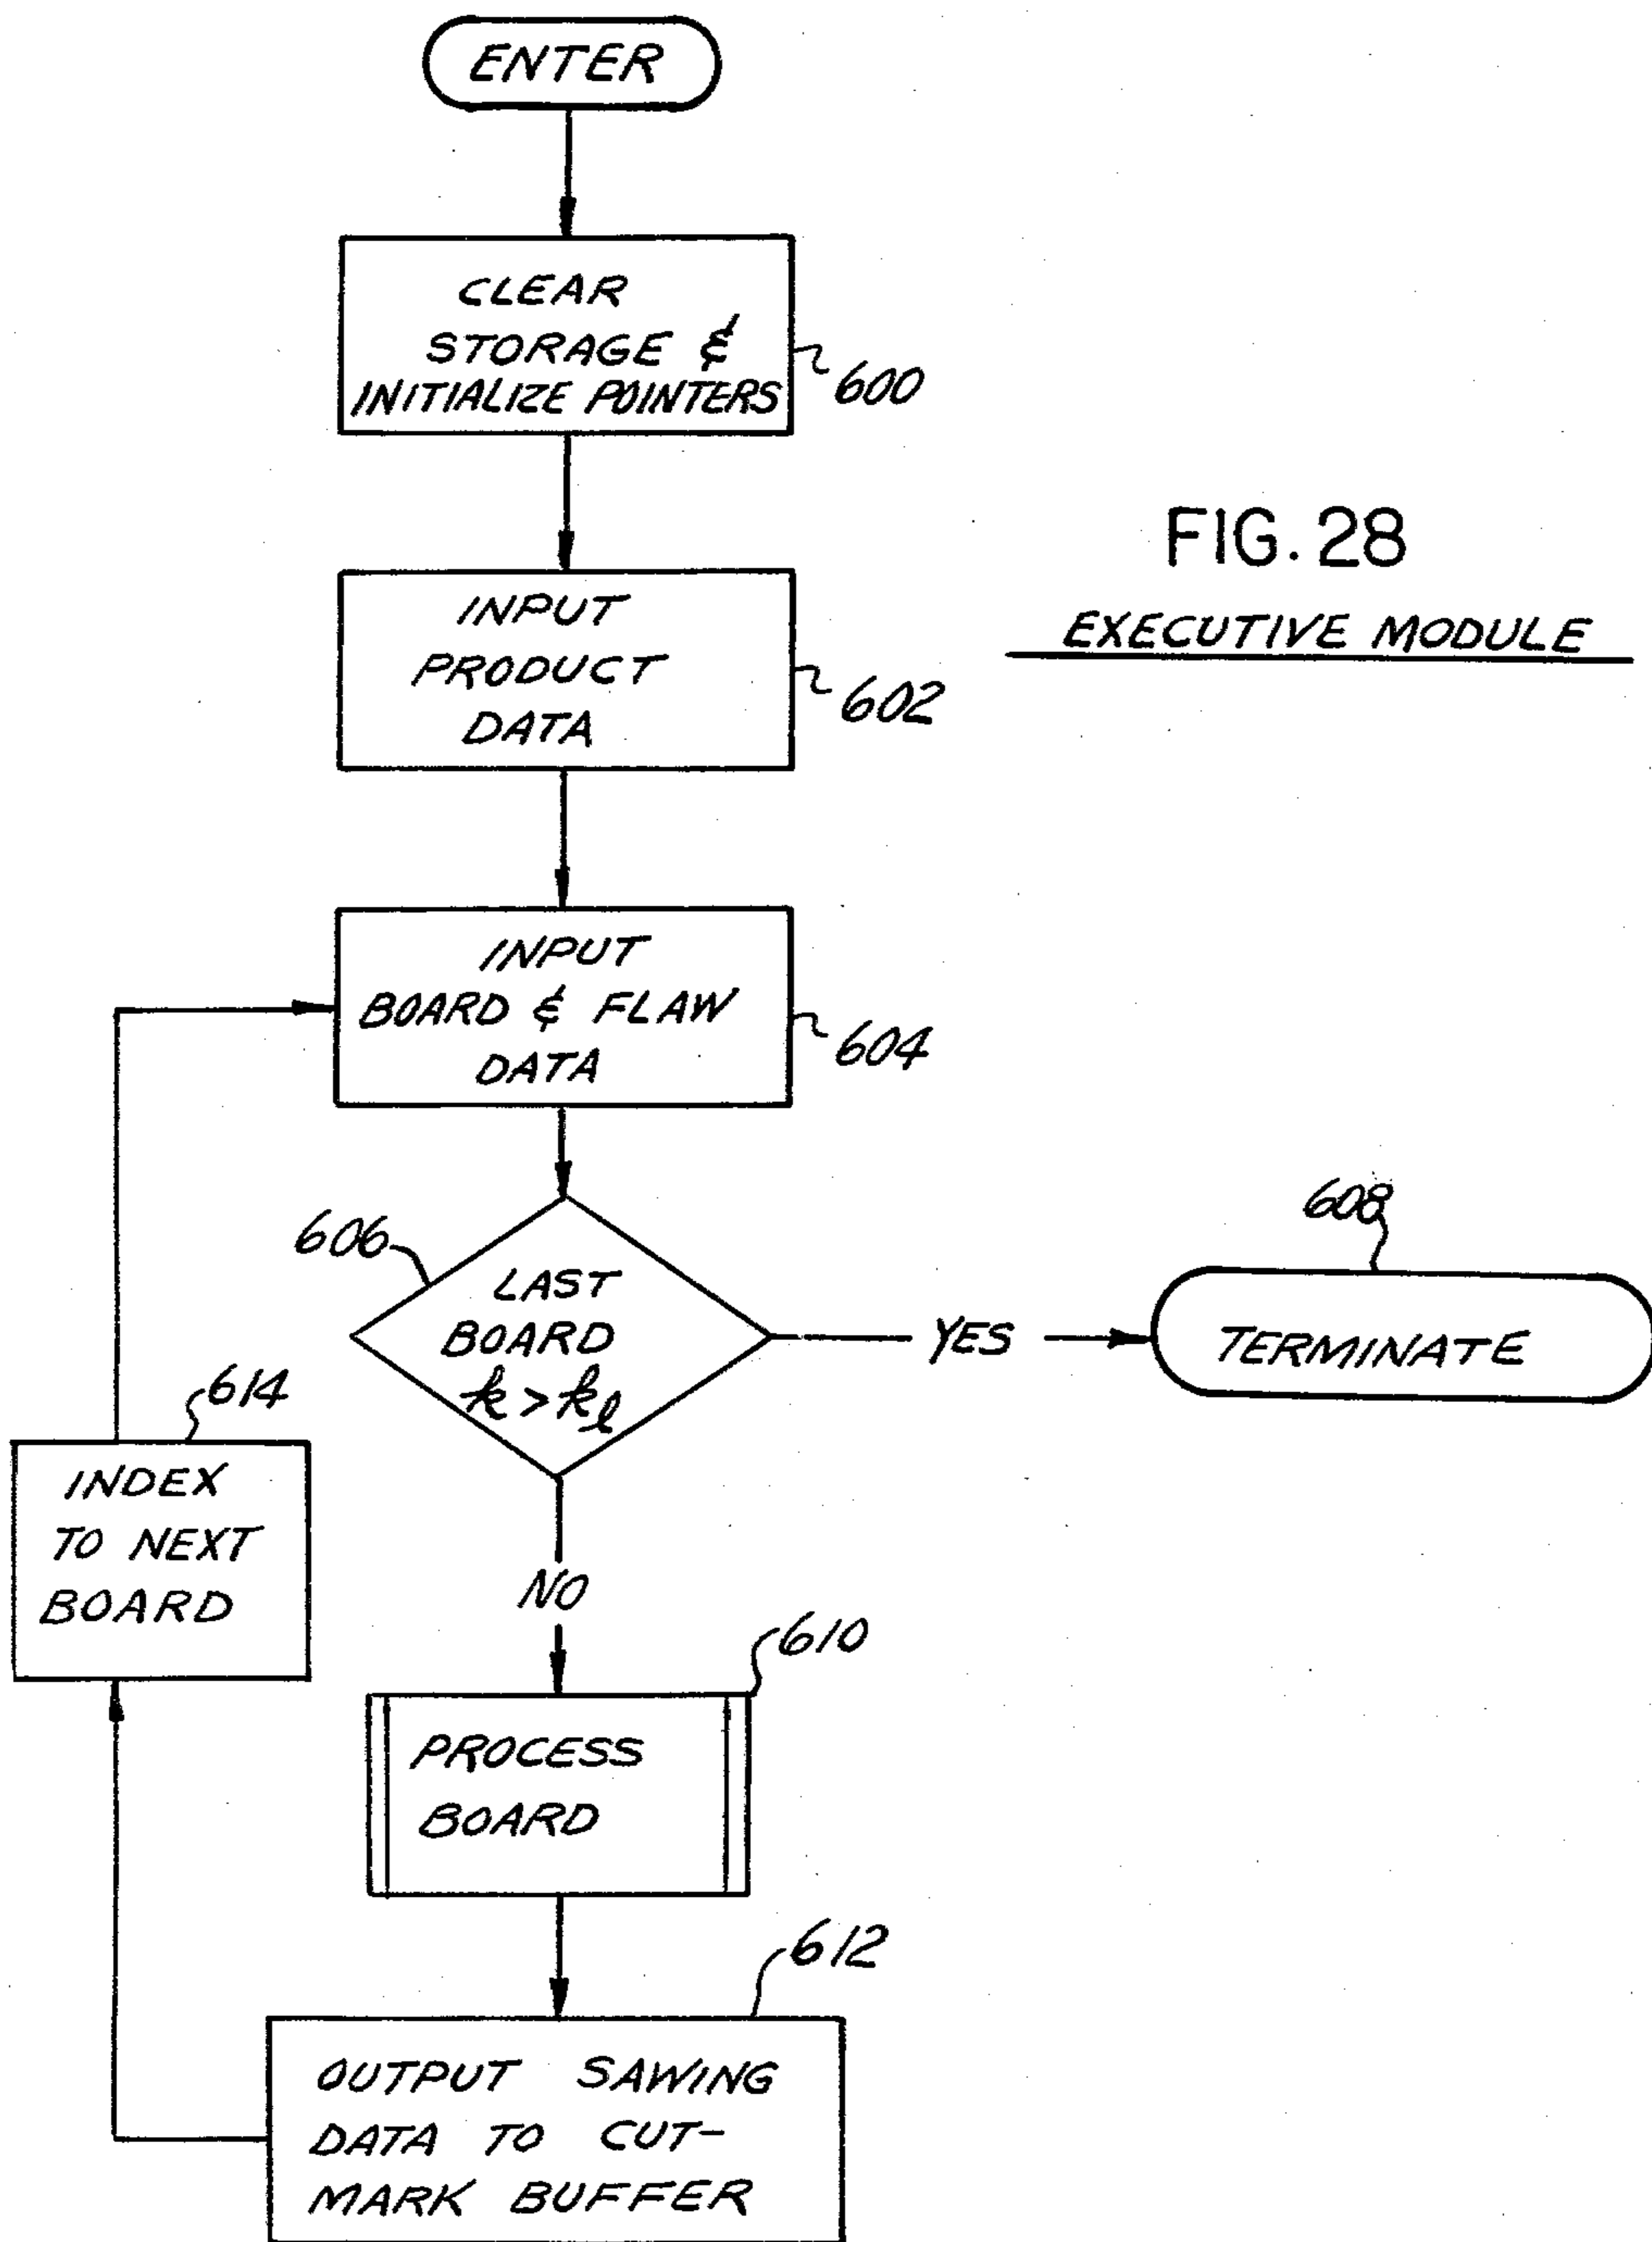 ENTER
CLEAR
STORAGE &
INITIALIZE POINTERS
600
INPUT
PRODUCT
DATA
602
FIG. 28
EXECUTIVE MODULE
INPUT
BOARD & FLAW
DATA
604
606
LAST
BOARD
k > kℓ
YES
608
TERMINATE
614
INDEX
TO NEXT
BOARD
NO
610
PROCESS
BOARD
612
OUTPUT SAWING
DATA TO CUT-
MARK BUFFER